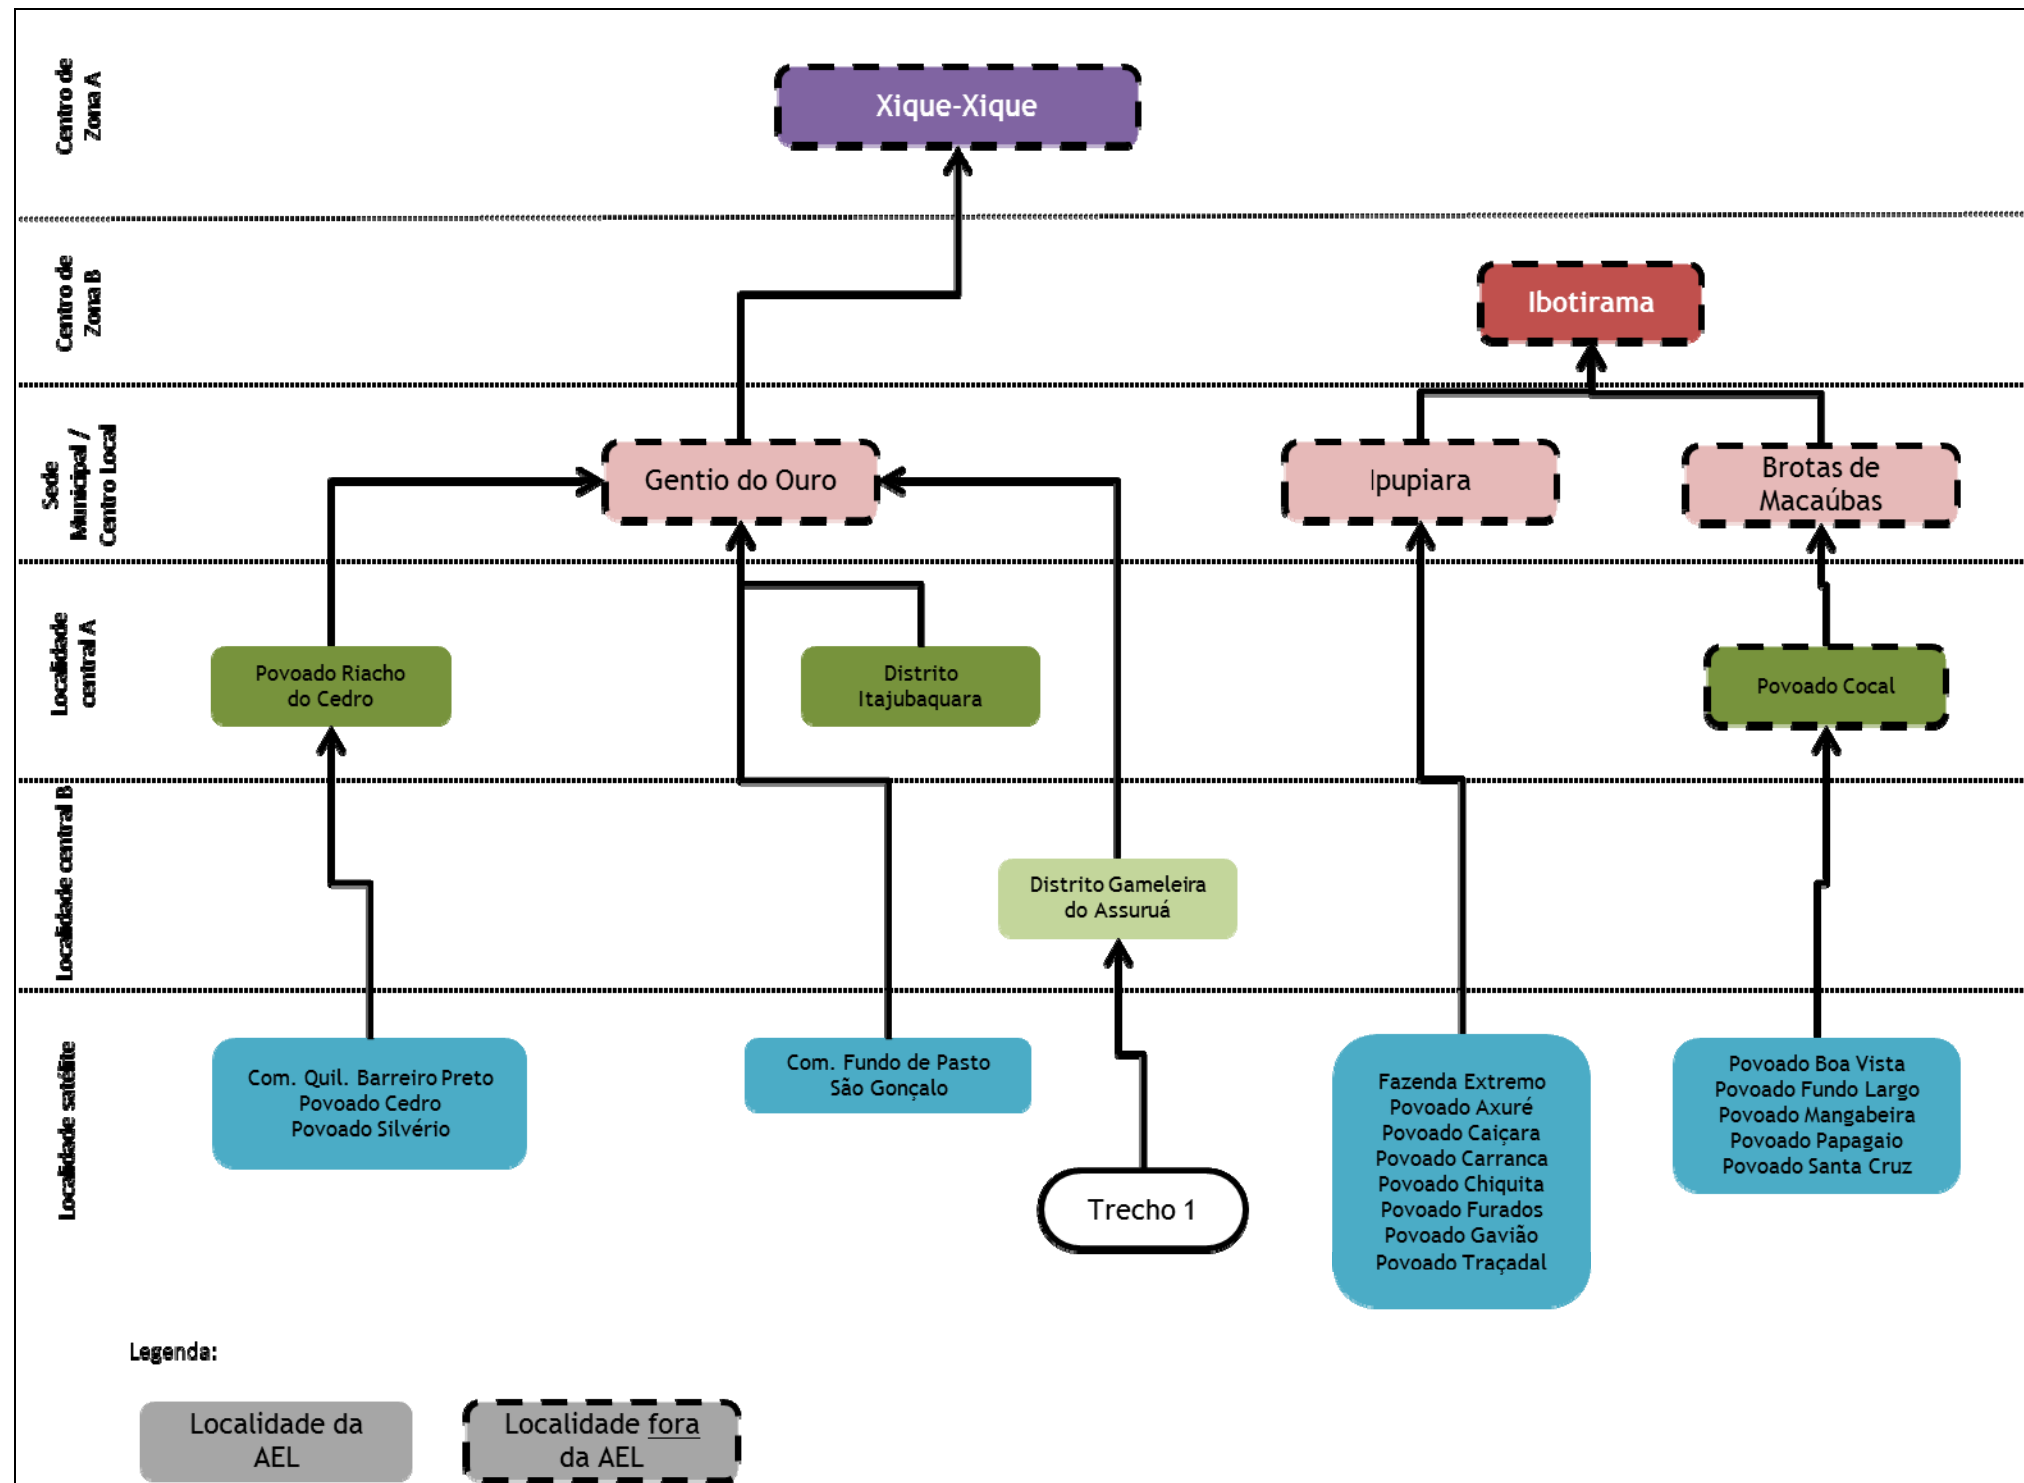 Centro de
Zona A
Xique-Xique
Centro de
Zona B
Ibotirama
Sede
Municipal /
Centro Local
Gentio do Ouro
Ipupiara
Brotas de
Macaúbas
Localidade
central A
Povoado Riacho
do Cedro
Distrito
Itajubaquara
Povoado Cocal
Localidade central B
Distrito Gameleira
do Assuruá
Localidade satélite
Com. Quil. Barreiro Preto
Povoado Cedro
Povoado Silvério
Com. Fundo de Pasto
São Gonçalo
Trecho 1
Fazenda Extremo
Povoado Axuré
Povoado Caiçara
Povoado Carranca
Povoado Chiquita
Povoado Furados
Povoado Gavião
Povoado Traçadal
Povoado Boa Vista
Povoado Fundo Largo
Povoado Mangabeira
Povoado Papagaio
Povoado Santa Cruz
Legenda:
Localidade da
AEL
Localidade fora
da AEL